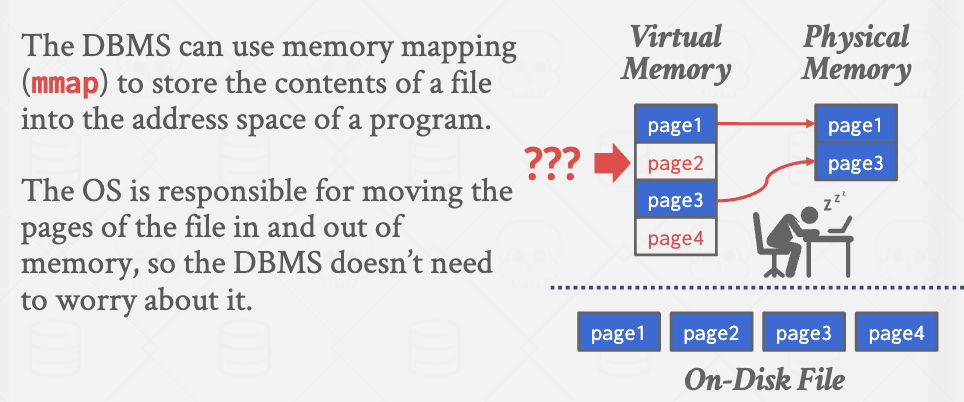 The DBMS can use memory mapping
(mmap) to store the contents of a file
into the address space of a program.
The OS is responsible for moving the
pages of the file in and out of
memory, so the DBMS doesn’t need
to worry about it.
Virtual
Memory
Physical
Memory
page1
page2
page3
page4
???
page1
page3
z z z
page1
page2
page3
page4
On-Disk File